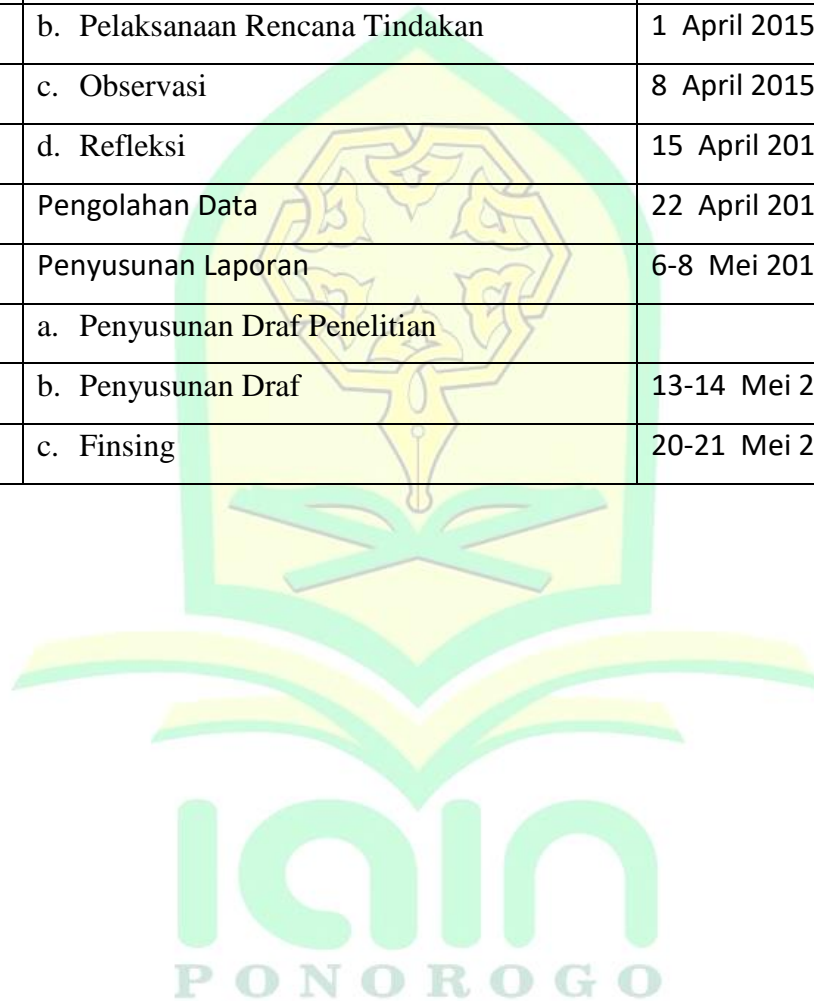 b. Pelaksanaan Rencana Tindakan 1 April 2015
c. Observasi 8 April 2015
d. Refleksi 15 April 201
Pengolahan Data 22 April 201
Penyusunan Laporan 6-8 Mei 201
a. Penyusunan Draf Penelitian
b. Penyusunan Draf 13-14 Mei 2
c. Finsing 20-21 Mei 2
iain
PONOROGO